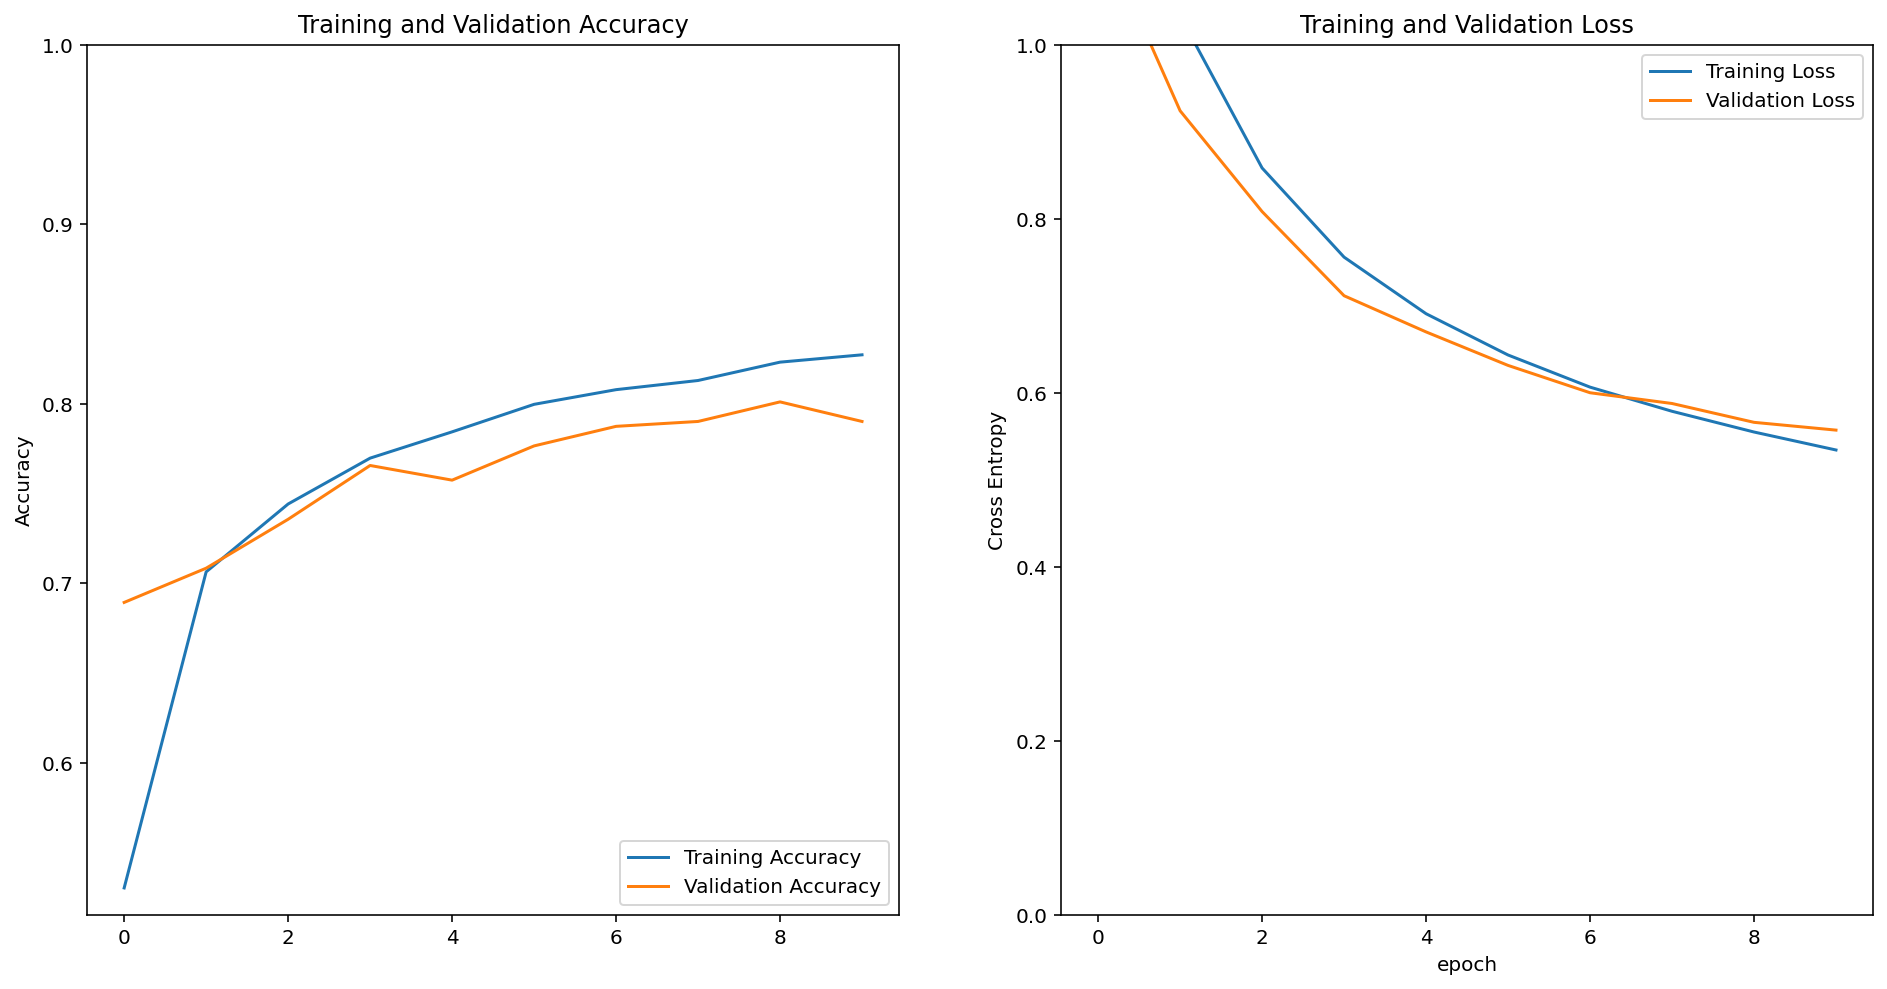 Training and Validation Accuracy
1.0
0.9
0.8
0.7
0.6
Accuracy
0 2 4 6 8
Training Accuracy
Validation Accuracy
Training and Validation Loss
1.0
0.8
0.6
0.4
0.2
0.0
Cross Entropy
0 2 4 6 8
epoch
Training Loss
Validation Loss